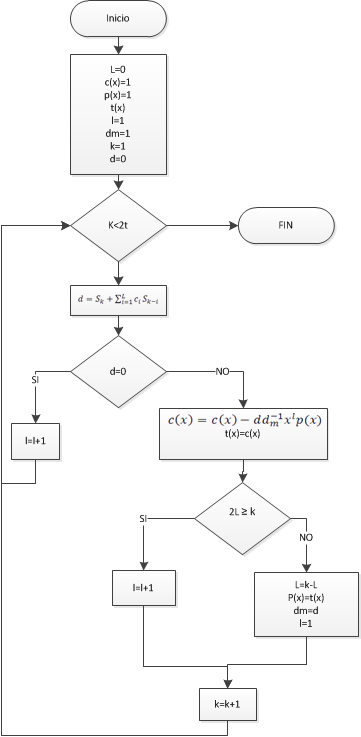 Inicio
L=0
c(x)=1
p(x)=1
t(x)
l=1
dm=1
k=1
d=0
K<2t
FIN
$d = S_k + \sum_{i=1}^{L} c_i S_{k-i}$
d=0
SI
NO
l=l+1
$c(x) = c(x) - d d_m^{-1} x^l p(x)$
t(x)=c(x)
2L ≥ k
SI
NO
l=l+1
L=k-L
P(x)=t(x)
dm=d
l=1
k=k+1